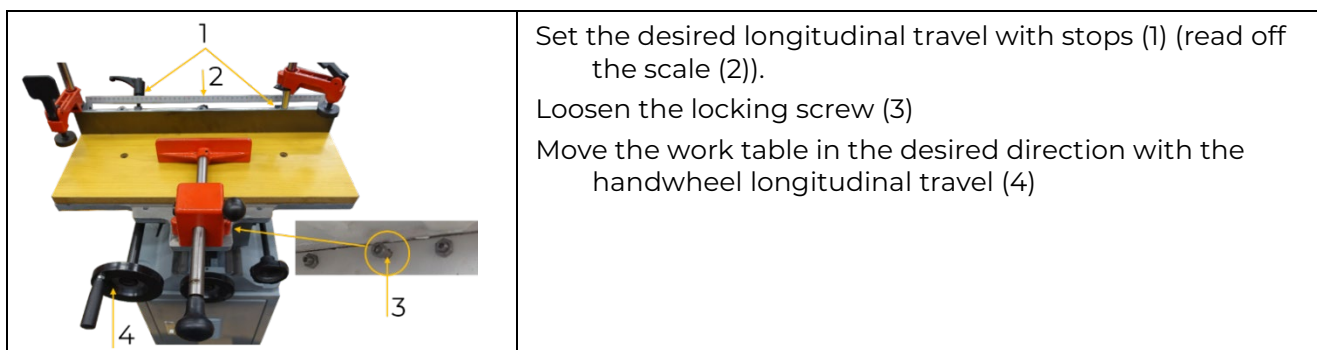 1
2
3
4
Set the desired longitudinal travel with stops (1) (read off
the scale (2)).
Loosen the locking screw (3)
Move the work table in the desired direction with the
handwheel longitudinal travel (4)